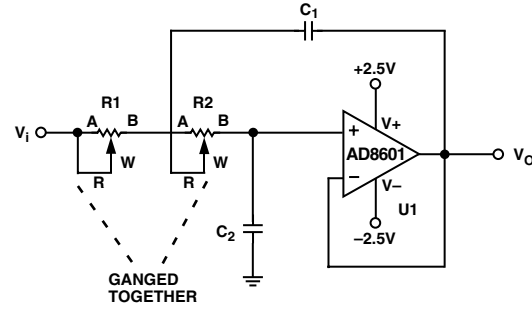 C1
+2.5V
R1
R2
A
B
A
B
Vi
+
V+
AD8601
VO
W
W
R
R
−
V−
C2
U1
−2.5V
GANGED
TOGETHER